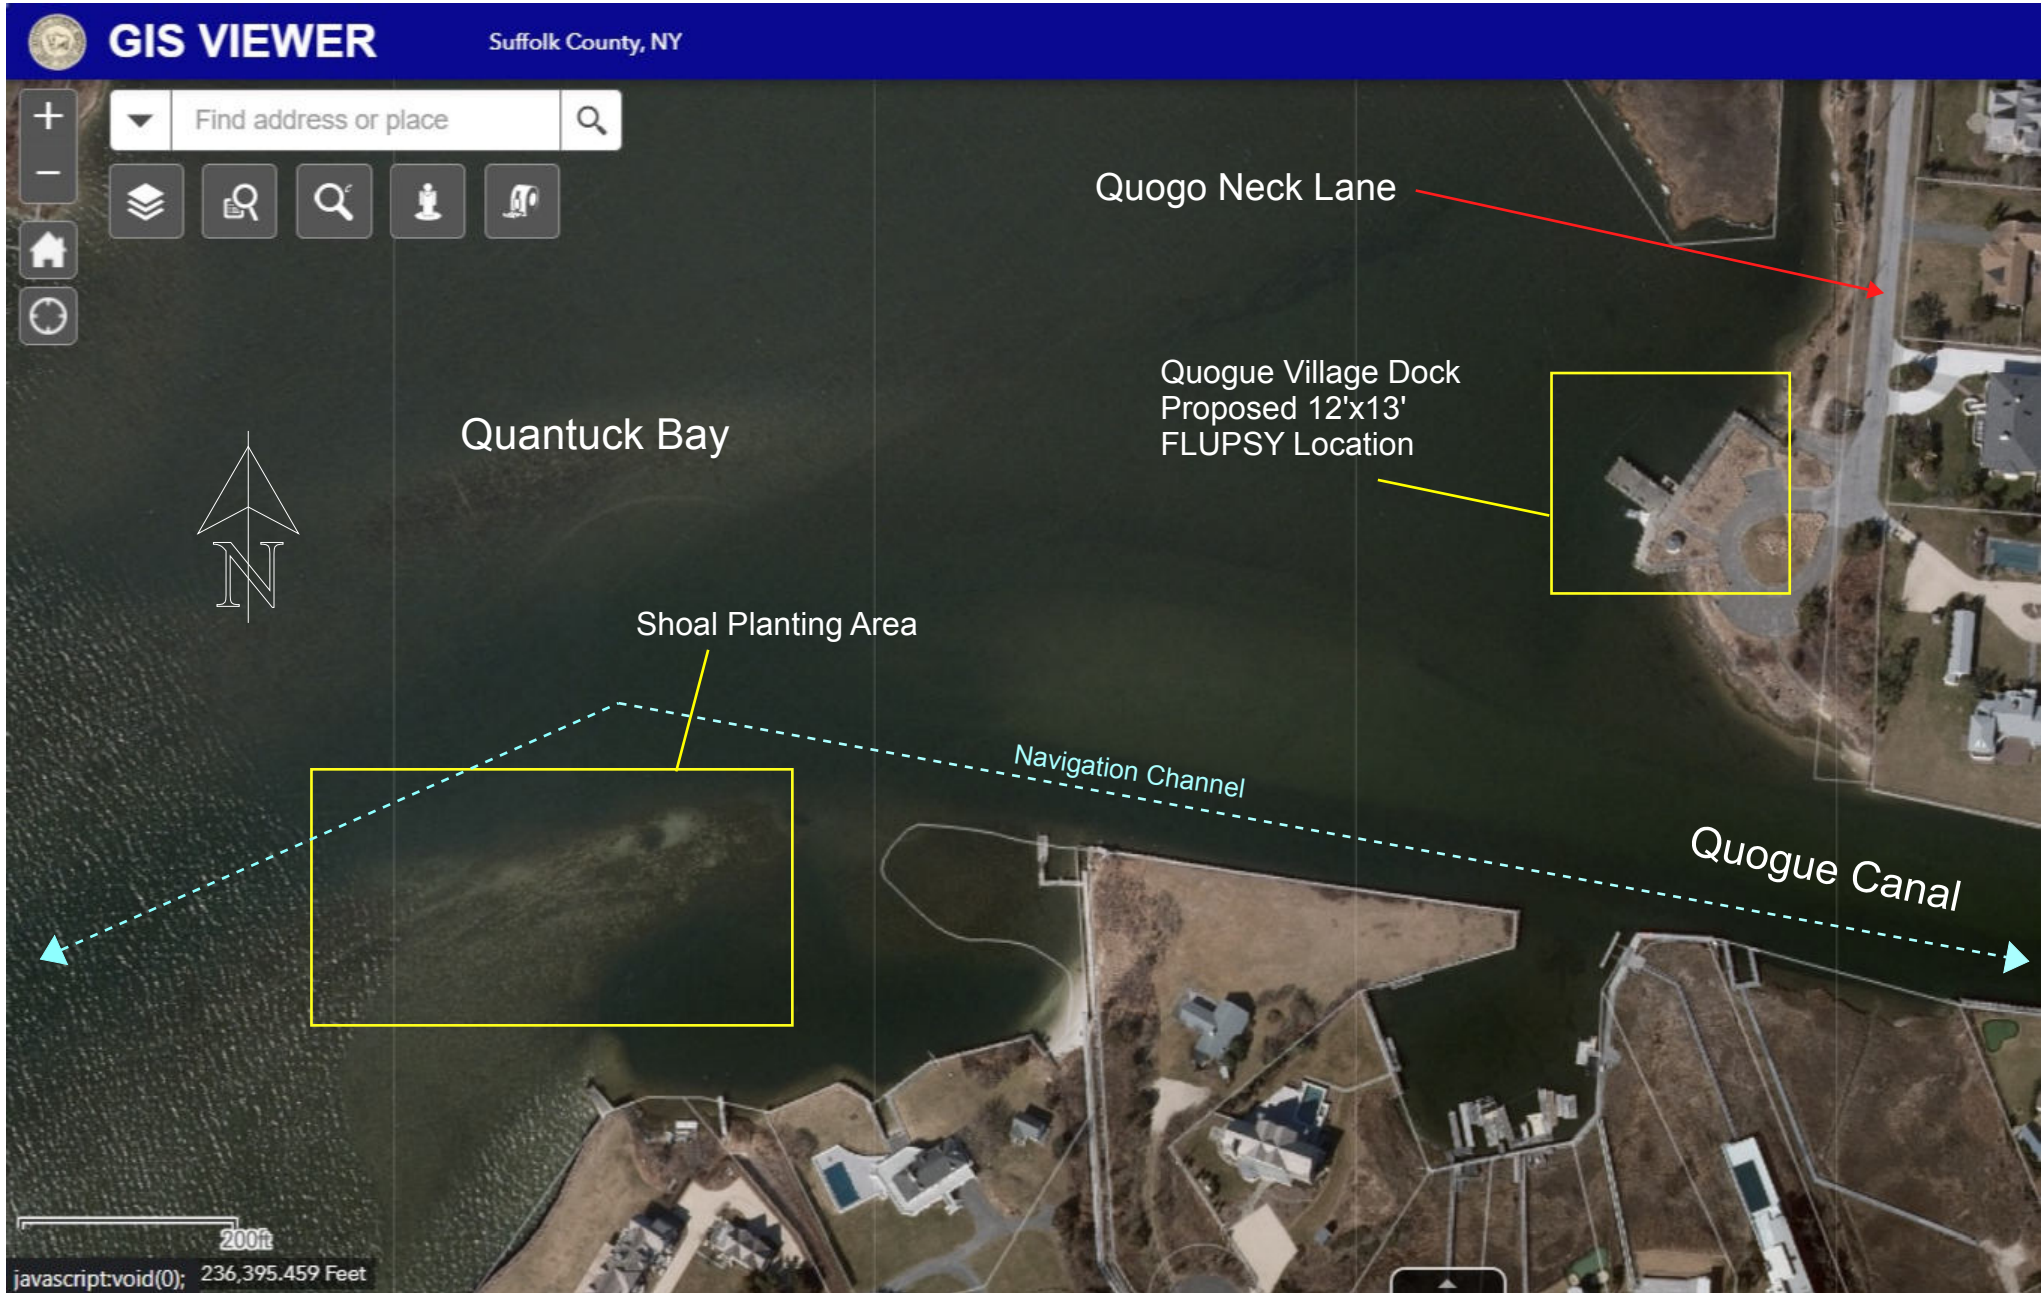 GIS VIEWER
Suffolk County, NY
Find address or place
Quogo Neck Lane
Quogue Village Dock
Proposed 12'x13'
FLUPSY Location
Quantuck Bay
N
Shoal Planting Area
Navigation Channel
Quogue Canal
200ft
javascript:void(0);
236,395.459 Feet